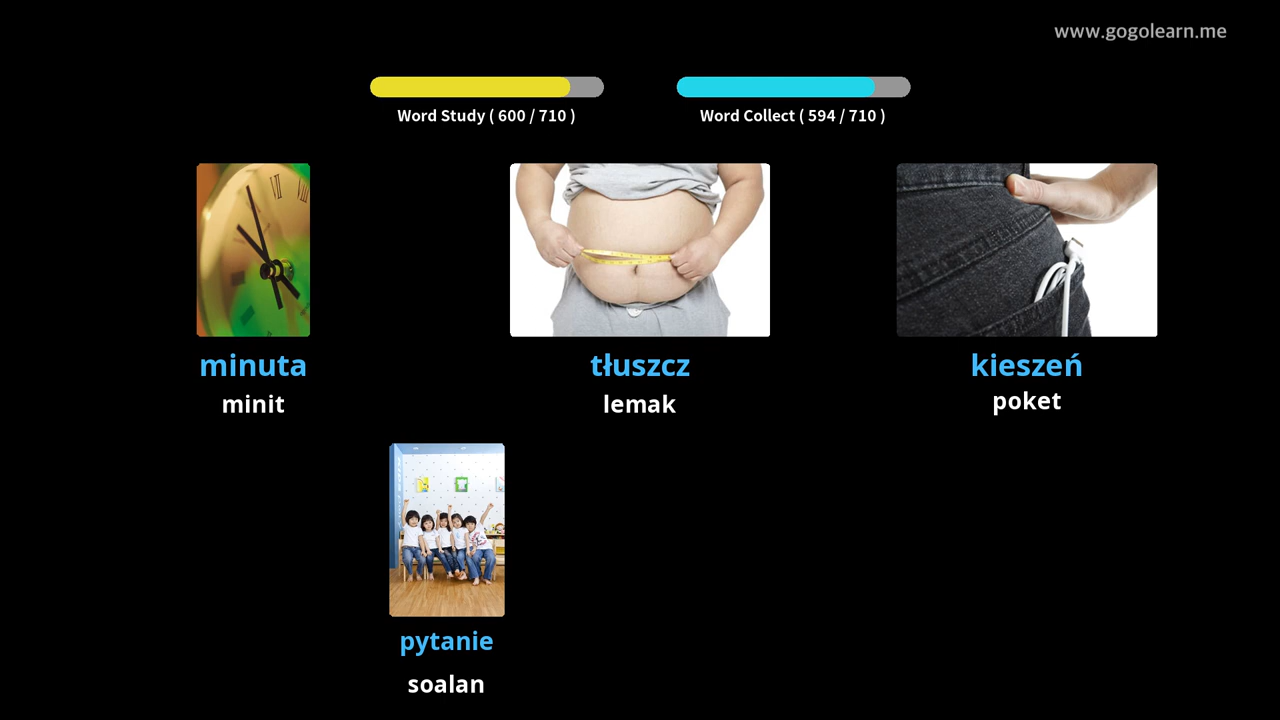 www.gogolearn.me
Word Study ( 600 / 710 )
Word Collect ( 594 / 710 )
minuta
minit
tłuszcz
lemak
kieszeń
poket
pytanie
soalan